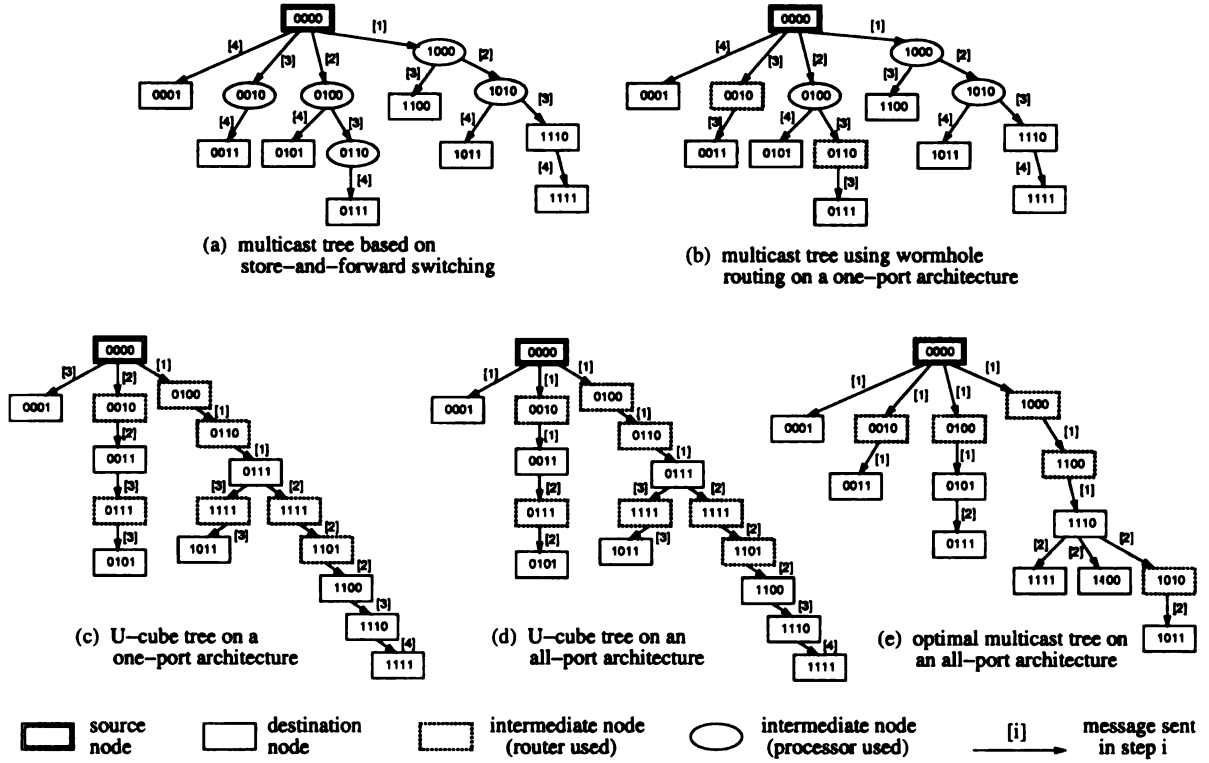 0000 0000
[4] [3] [2] [1] [4] [3] [2] [1]
1000 1000
[3] [2] [3] [2]
0001 0010 0100 1100 1010 0001 0010 0100 1100 1010
[4] [4] [3] [4] [3] [3] [4] [3] [4] [3]
0011 0101 0110 1011 1110 0011 0101 0110 1011 1110
[4] [4] [3] [4]
0111 1111 0111 1111
(a) multicast tree based on
store-and-forward switching
(b) multicast tree using wormhole
routing on a one-port architecture
0000 0000 0000
[3] [2] [1] [1] [1] [1] [1] [1] [1] [1]
0001 0010 0100 0001 0010 0100 0001 0010 0100 1000
[2] [1] [1] [1] [1] [1] [1]
0011 0110 0011 0110 0011 0101 1100
[3] [1] [2] [1] [2] [1]
0111 0111 0111 0111 0111 1110
[3] [3] [2] [2] [3] [2] [2] [2] [2]
0101 1111 1111 0101 1111 1111 1111 1400 1010
[3] [2] [3] [2] [2]
1011 1101 1011 1101 1011
[2] [2]
1100 1100
[3] [3]
1110 1110
[4] [4]
1111 1111
(c) U-cube tree on a
one-port architecture
(d) U-cube tree on an
all-port architecture
(e) optimal multicast tree on
an all-port architecture
source
node
destination
node
intermediate node
(router used)
intermediate node
(processor used)
[i]
message sent
in step i